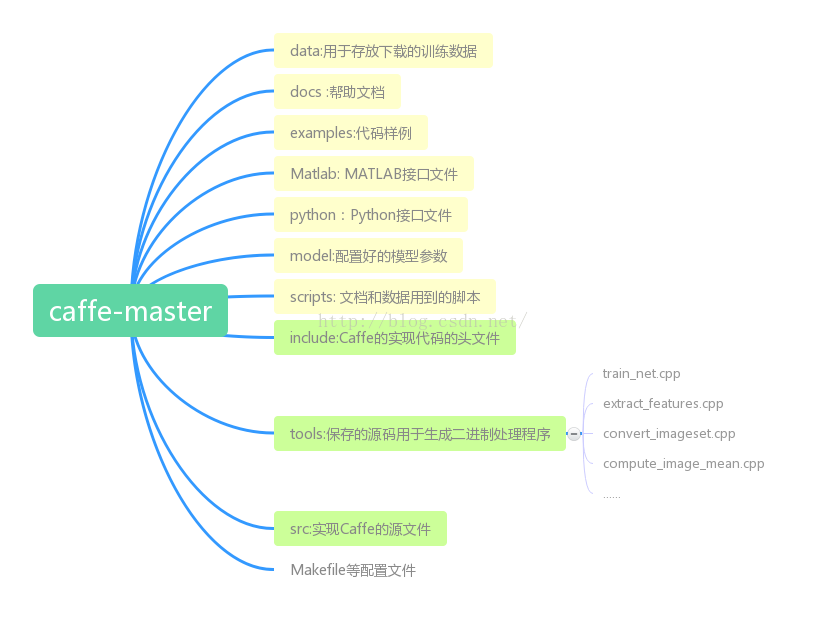 data:用于存放下载的训练数据
docs :帮助文档
examples:代码样例
Matlab: MATLAB接口文件
python：Python接口文件
model:配置好的模型参数
caffe-master
scripts: 文档和数据用到的脚本
http://blog.csdn.net/
include:Caffe的实现代码的头文件
tools:保存的源码用于生成二进制处理程序
train_net.cpp
extract_features.cpp
convert_imageset.cpp
compute_image_mean.cpp
......
src:实现Caffe的源文件
Makefile等配置文件